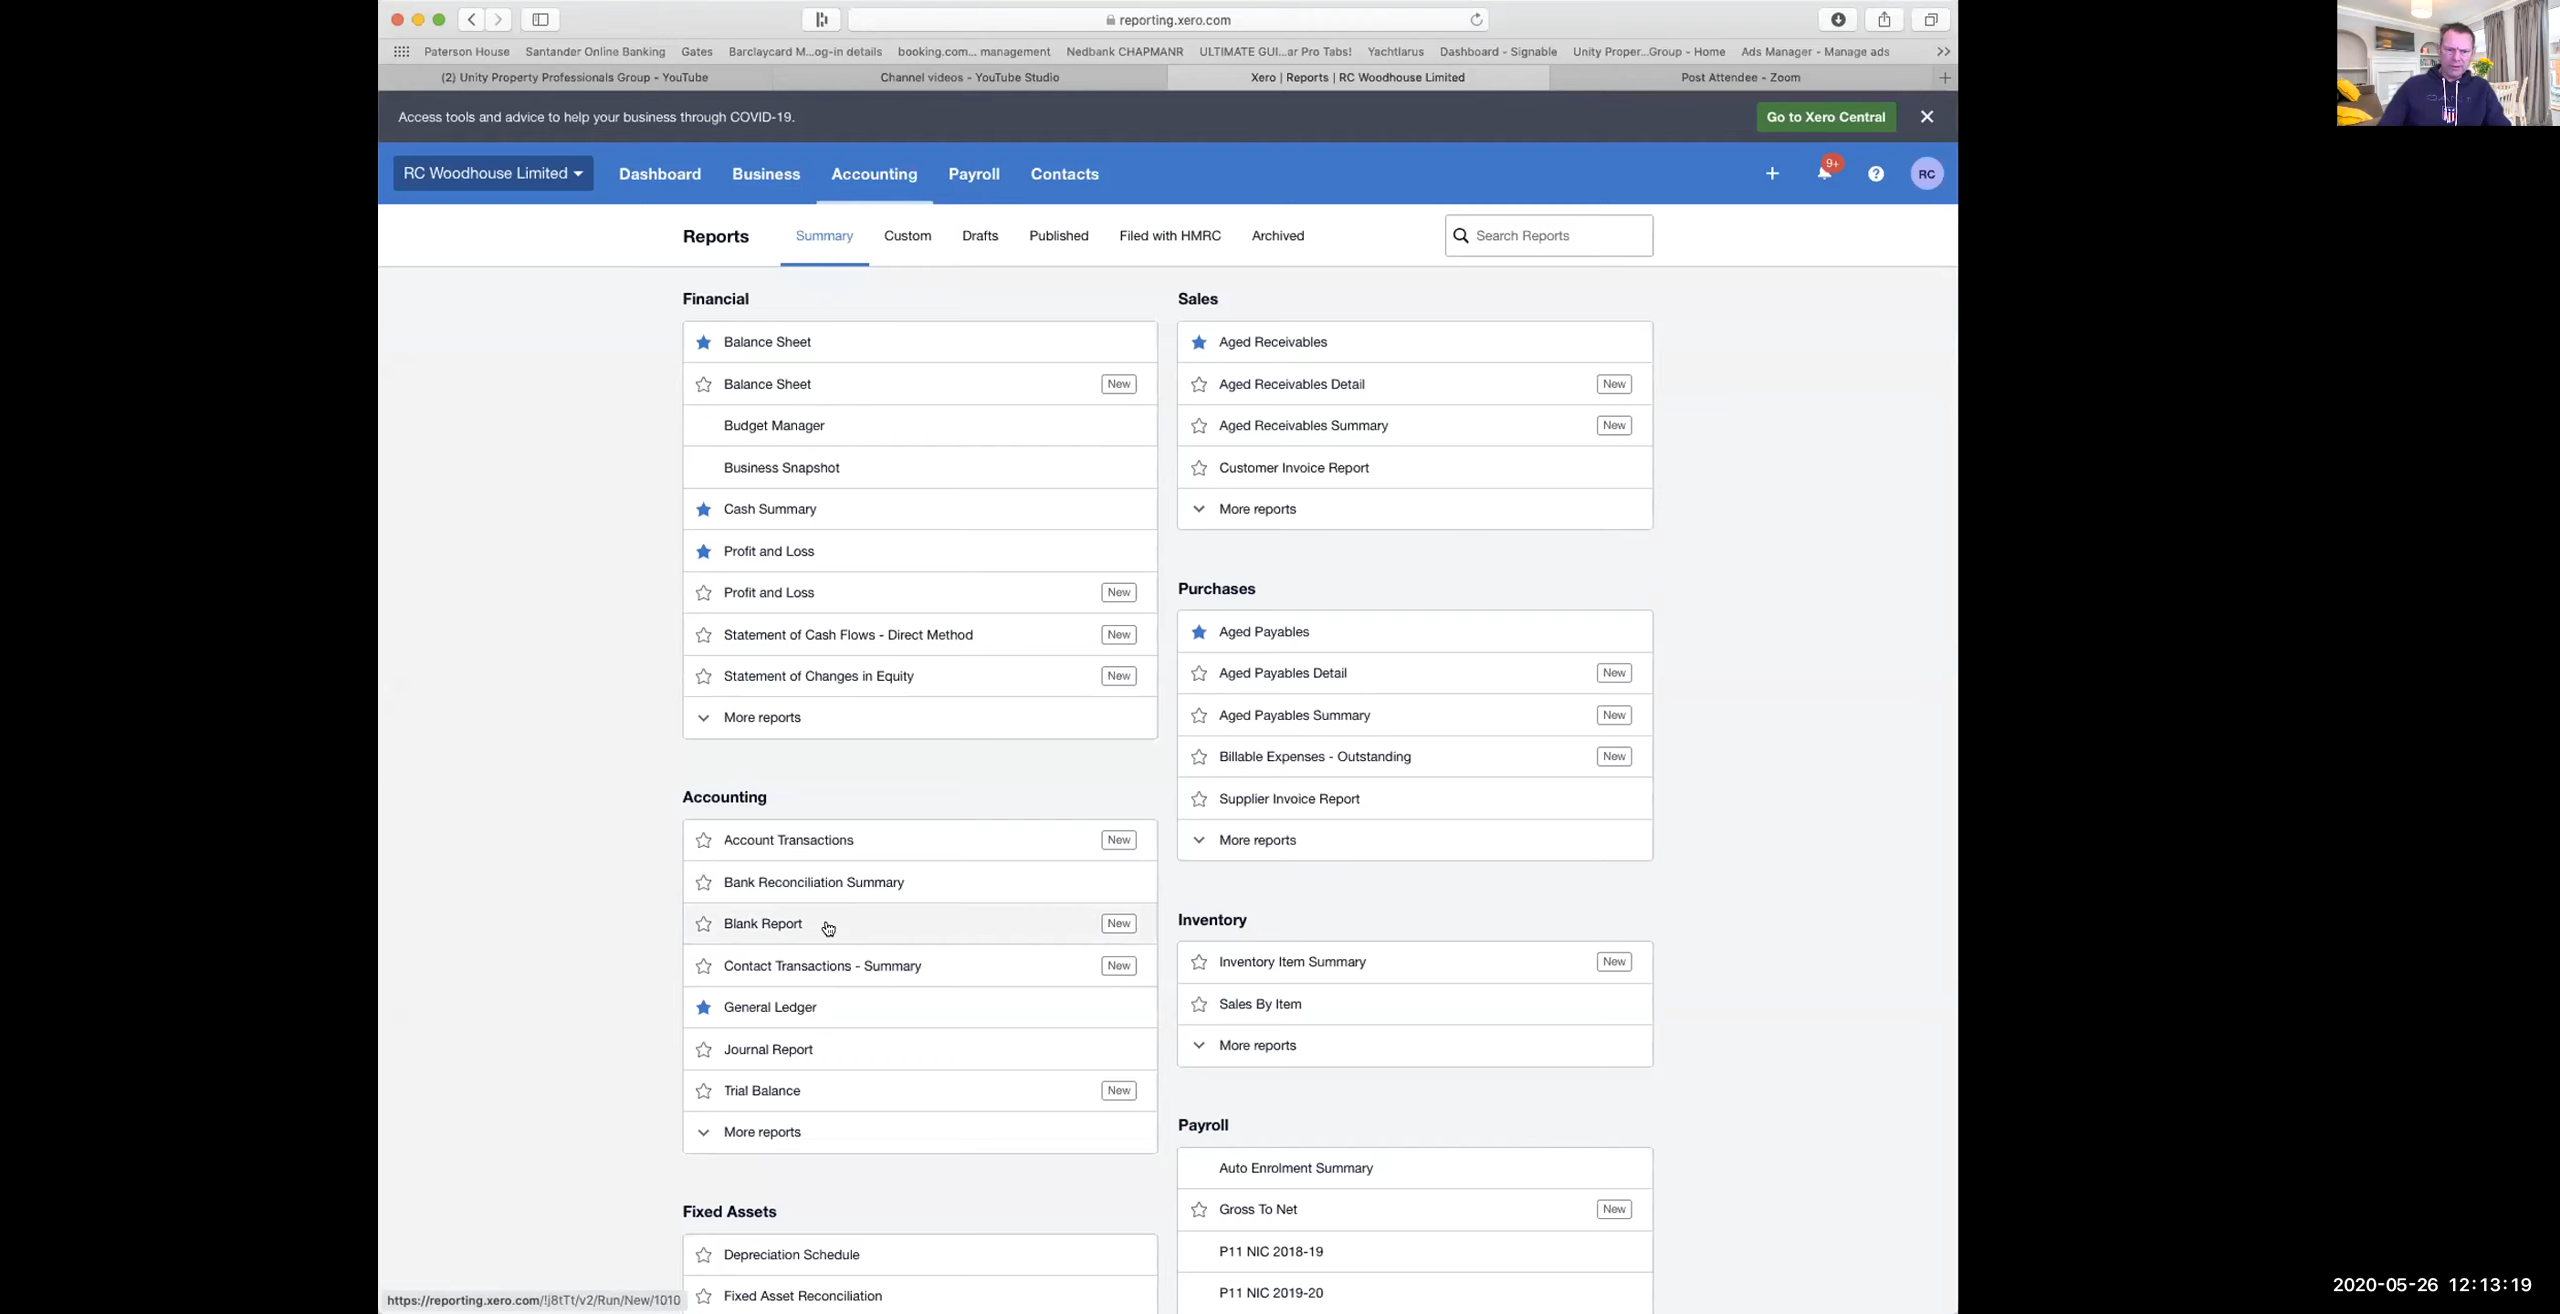 reporting.xero.com
Paterson House Santander Online Banking Gates Barclaycard M...og-in details booking.com... management Nedbank CHAPMANR ULTIMATE GUI...ar Pro Tabs! Yachtlarus Dashboard - Signable Unity Proper...Group - Home Ads Manager - Manage ads
(2) Unity Property Professionals Group - YouTube Channel videos - YouTube Studio Xero | Reports | RC Woodhouse Limited Post Attendee - Zoom
Access tools and advice to help your business through COVID-19. Go to Xero Central
RC Woodhouse Limited Dashboard Business Accounting Payroll Contacts 9+ RC
Reports Summary Custom Drafts Published Filed with HMRC Archived Search Reports
Financial
Balance Sheet
Balance Sheet New
Budget Manager
Business Snapshot
Cash Summary
Profit and Loss
Profit and Loss New
Statement of Cash Flows - Direct Method New
Statement of Changes in Equity New
More reports
Accounting
Account Transactions New
Bank Reconciliation Summary
Blank Report New
Contact Transactions - Summary New
General Ledger
Journal Report
Trial Balance New
More reports
Fixed Assets
Depreciation Schedule
Fixed Asset Reconciliation
Sales
Aged Receivables
Aged Receivables Detail New
Aged Receivables Summary New
Customer Invoice Report
More reports
Purchases
Aged Payables
Aged Payables Detail New
Aged Payables Summary New
Billable Expenses - Outstanding New
Supplier Invoice Report
More reports
Inventory
Inventory Item Summary New
Sales By Item
More reports
Payroll
Auto Enrolment Summary
Gross To Net New
P11 NIC 2018-19
P11 NIC 2019-20
https://reporting.xero.com/!j8tTt/v2/Run/New/1010
2020-05-26 12:13:19